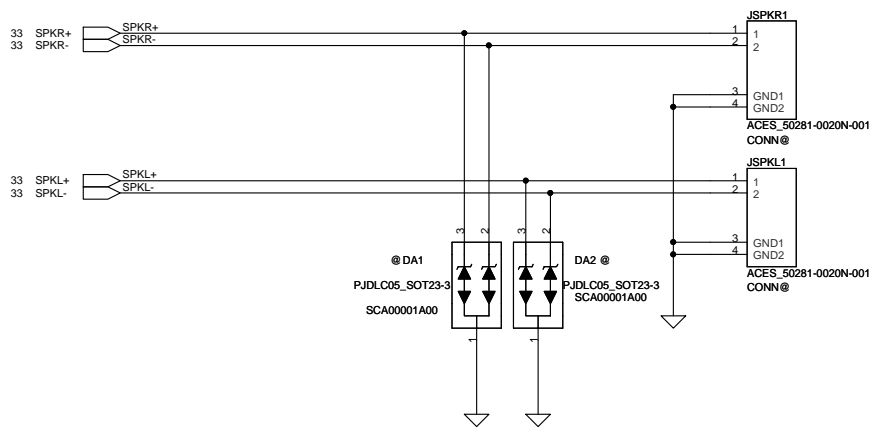 JSPKR1
33 SPKR+ SPKR+ 1 1
33 SPKR- SPKR- 2 2
3 GND1
4 GND2
ACES_50281-0020N-001
CONN@
JSPKL1
33 SPKL+ SPKL+ 1 1
33 SPKL- SPKL- 2 2
3 2 3 2
3 GND1
4 GND2
@ DA1 DA2 @
ACES_50281-0020N-001
CONN@
PJDLC05_SOT23-3 PJDLC05_SOT23-3
SCA00001A00
SCA00001A00
1 1